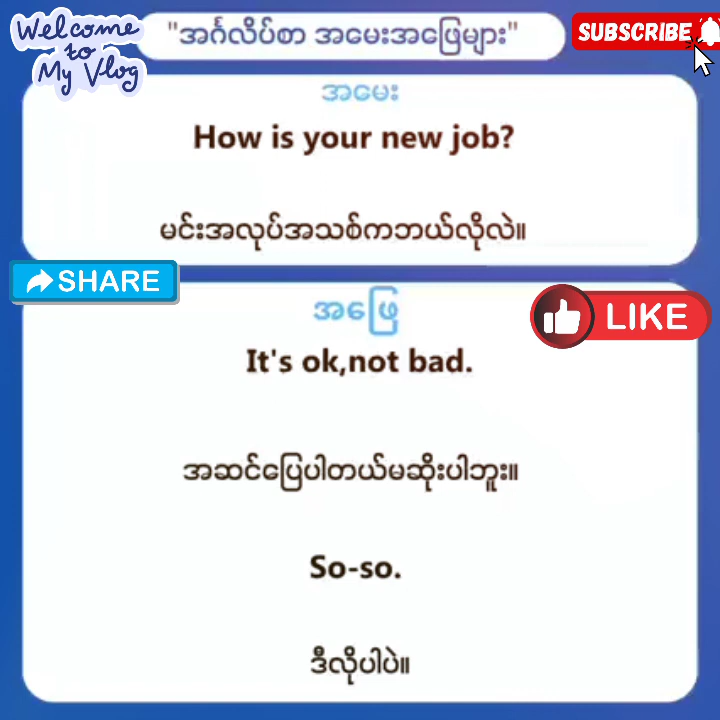 Welcome
to
My Vlog
"အင်္ဂလိပ်စာ အမေးအဖြေများ"
SUBSCRIBE
အမေး
How is your new job?
မင်းအလုပ်အသစ်ကဘယ်လိုလဲ။
SHARE
အဖြေ
LIKE
It's ok,not bad.
အဆင်ပြေပါတယ်မဆိုးပါဘူး။
So-so.
ဒီလိုပါပဲ။